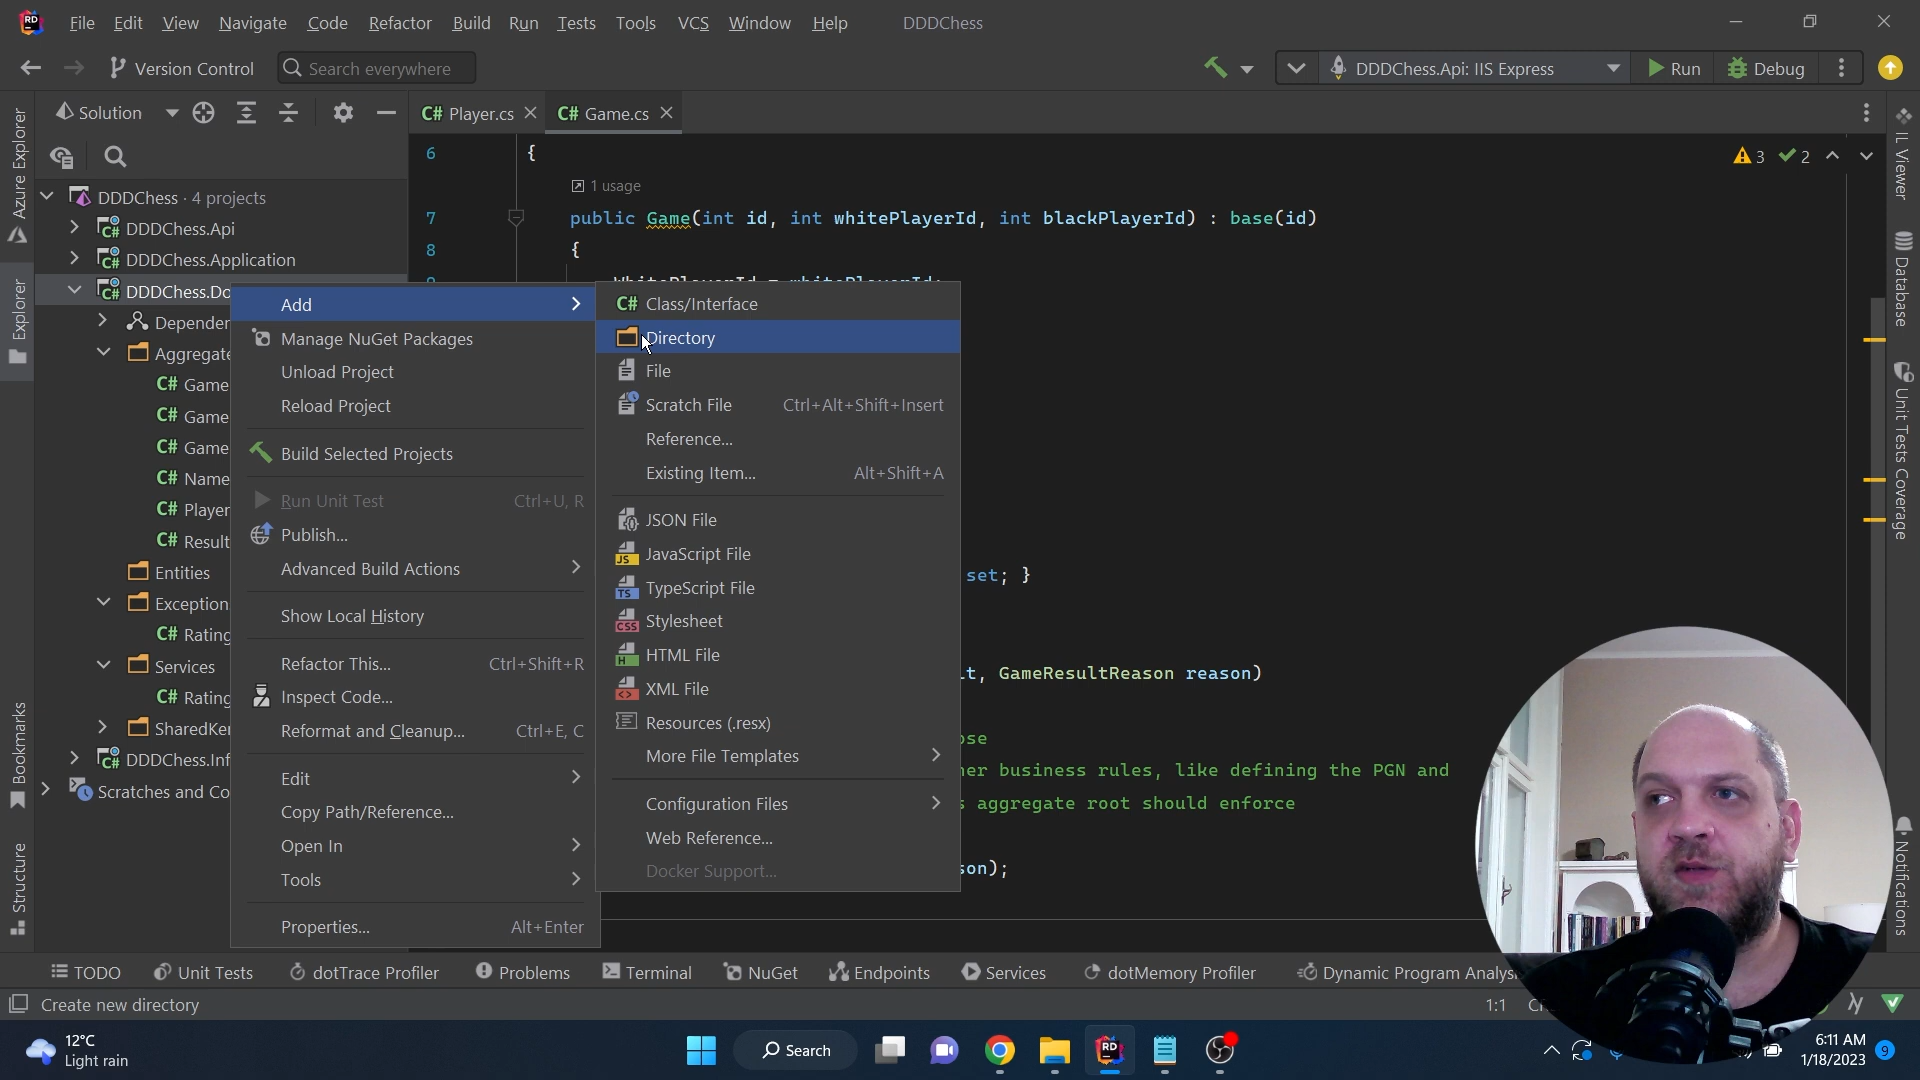 File Edit View Navigate Code Refactor Build Run Tests Tools VCS Window Help DDDChess
Version Control Search everywhere DDDChess.Api: IIS Express Run Debug
Solution
C# Player.cs C# Game.cs
Azure Explorer
Explorer
Bookmarks
Structure
DDDChess · 4 projects
DDDChess.Api
DDDChess.Application
DDDChess.Do
Depender
Aggregate
C# Game
C# Game
C# Game
C# Name
C# Player
C# Result
Entities
Exception
C# Rating
Services
C# Rating
SharedKer
DDDChess.Inf
Scratches and Co
Add
Manage NuGet Packages
Unload Project
Reload Project
Build Selected Projects
Run Unit Test Ctrl+U, R
Publish...
Advanced Build Actions
Show Local History
Refactor This... Ctrl+Shift+R
Inspect Code...
Reformat and Cleanup... Ctrl+E, C
Edit
Copy Path/Reference...
Open In
Tools
Properties... Alt+Enter
C# Class/Interface
Directory
File
Scratch File Ctrl+Alt+Shift+Insert
Reference...
Existing Item... Alt+Shift+A
JSON File
JavaScript File
TypeScript File
Stylesheet
HTML File
XML File
Resources (.resx)
More File Templates
Configuration Files
Web Reference...
Docker Support...
6 {
1 usage
7 public Game(int id, int whitePlayerId, int blackPlayerId) : base(id)
8 {
WhitePlayerId = whitePlayerId;
set; }
t, GameResultReason reason)
ose
her business rules, like defining the PGN and
s aggregate root should enforce
son);
3 2
IL Viewer
Database
Unit Tests Coverage
Notifications
TODO Unit Tests dotTrace Profiler Problems Terminal NuGet Endpoints Services dotMemory Profiler Dynamic Program Analys
Create new directory 1:1
12°C
Light rain
Search
6:11 AM
1/18/2023 9